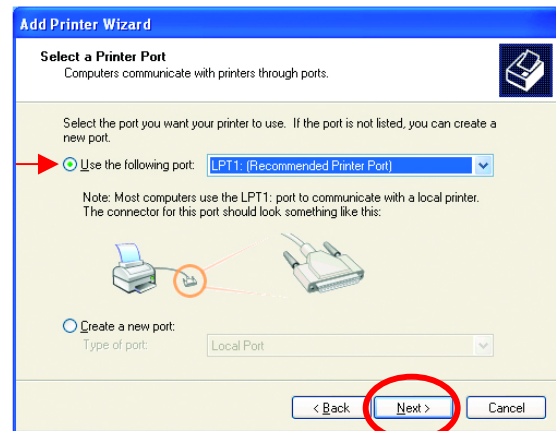 Add Printer Wizard
Select a Printer Port
Computers communicate with printers through ports.
Select the port you want your printer to use. If the port is not listed, you can create a
new port.
Use the following port: LPT1: (Recommended Printer Port)
Note: Most computers use the LPT1: port to communicate with a local printer.
The connector for this port should look something like this:
Create a new port:
Type of port: Local Port
< Back Next > Cancel